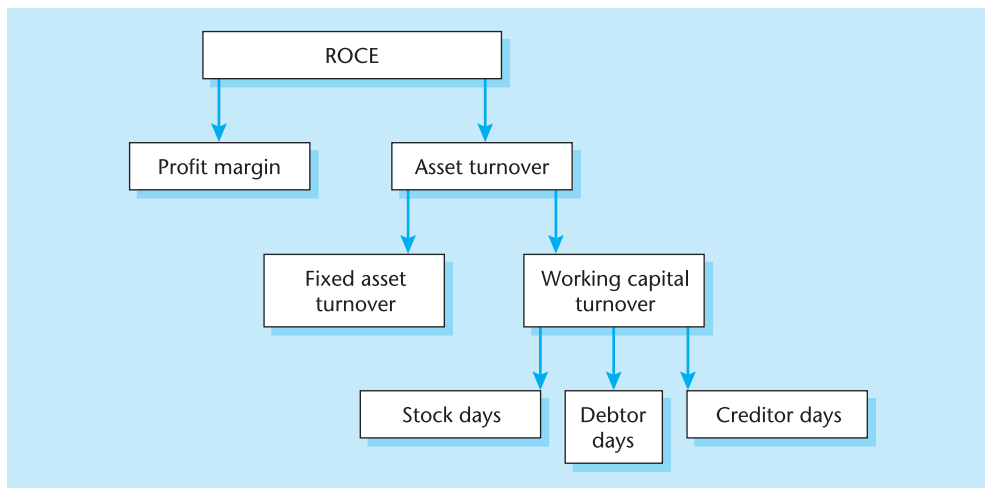 ROCE
Profit margin
Asset turnover
Fixed asset
turnover
Working capital
turnover
Stock days
Debtor
days
Creditor days